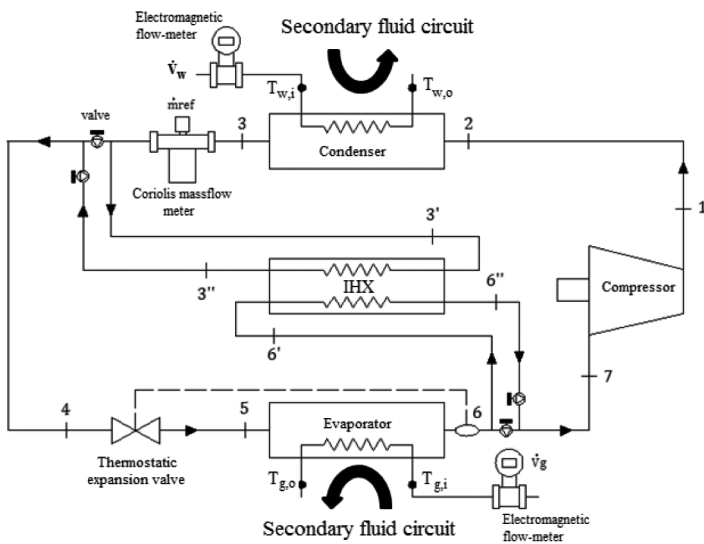 Electromagnetic
flow-meter
Secondary fluid circuit
V̇w
Tw,i
Tw,o
valve
ṁref
3
2
Condenser
Coriolis massflow
meter
1
3'
3"
IHX
6"
Compressor
6'
7
4
5
6
Evaporator
Thermostatic
expansion valve
Tg,o
Tg,i
V̇g
Secondary fluid circuit
Electromagnetic
flow-meter